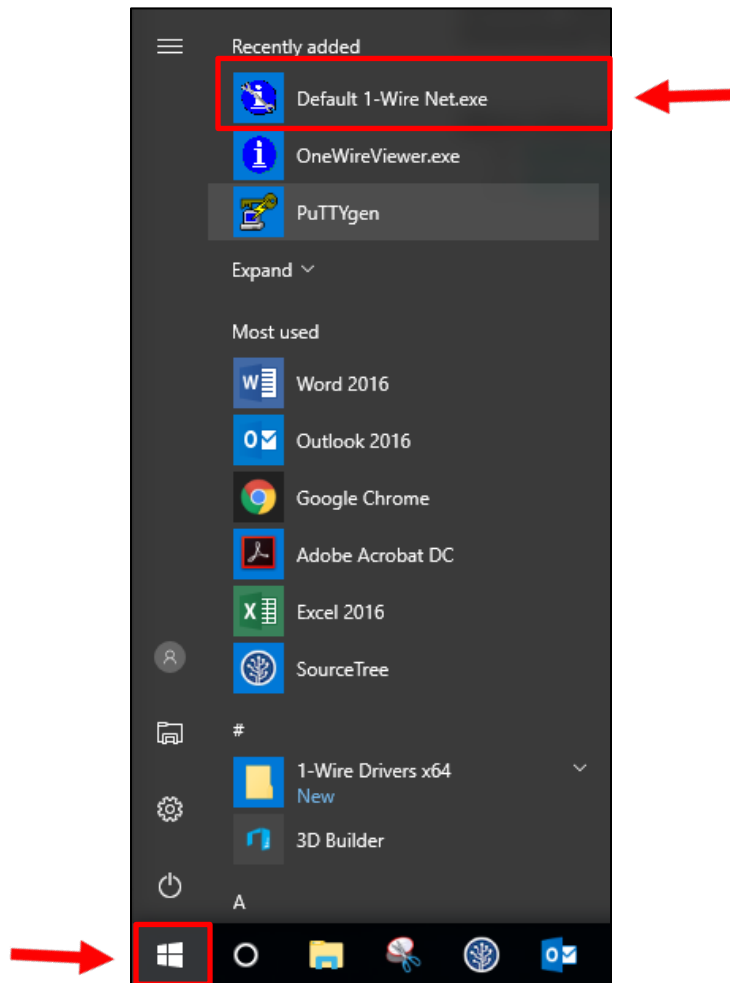 Recently added
Default 1-Wire Net.exe
OneWireViewer.exe
PuTTYgen
Expand
Most used
Word 2016
Outlook 2016
Google Chrome
Adobe Acrobat DC
Excel 2016
SourceTree
#
1-Wire Drivers x64
New
3D Builder
A